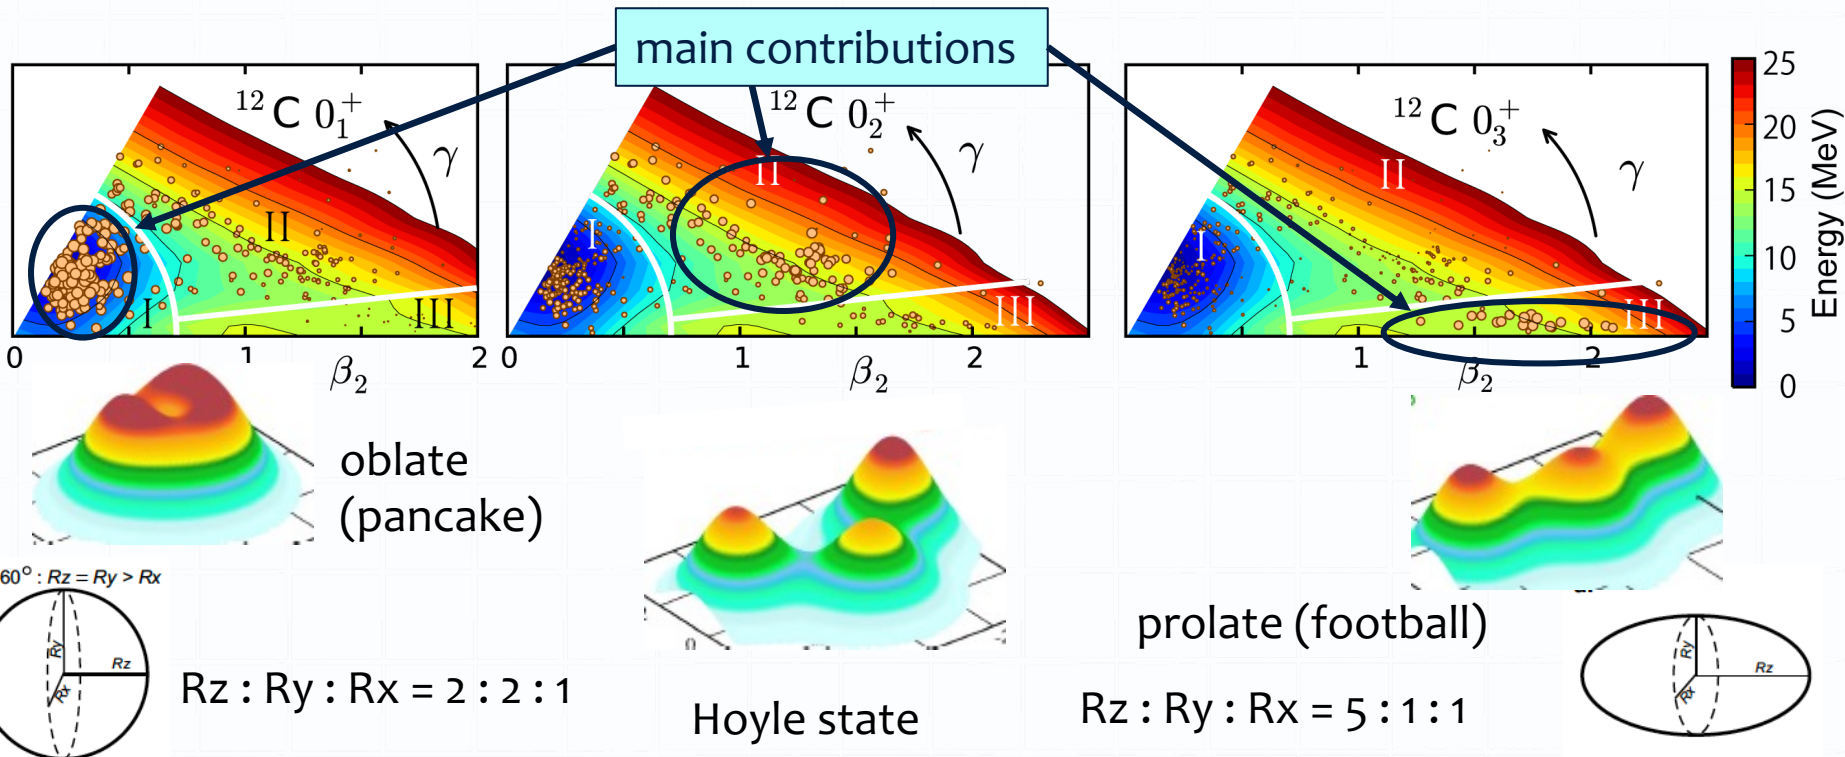 main contributions
¹²C 0₁⁺
γ
II
I
III
0
1
2
β₂
¹²C 0₂⁺
γ
II
I
III
0
1
2
β₂
¹²C 0₃⁺
γ
II
I
III
1
2
β₂
25
20
15
10
5
0
Energy (MeV)
oblate
(pancake)
60° : Rz = Ry > Rx
Ry
Rz
Rx
Rz : Ry : Rx = 2 : 2 : 1
0
Hoyle state
prolate (football)
Rz : Ry : Rx = 5 : 1 : 1
Ry
Rz
Rx